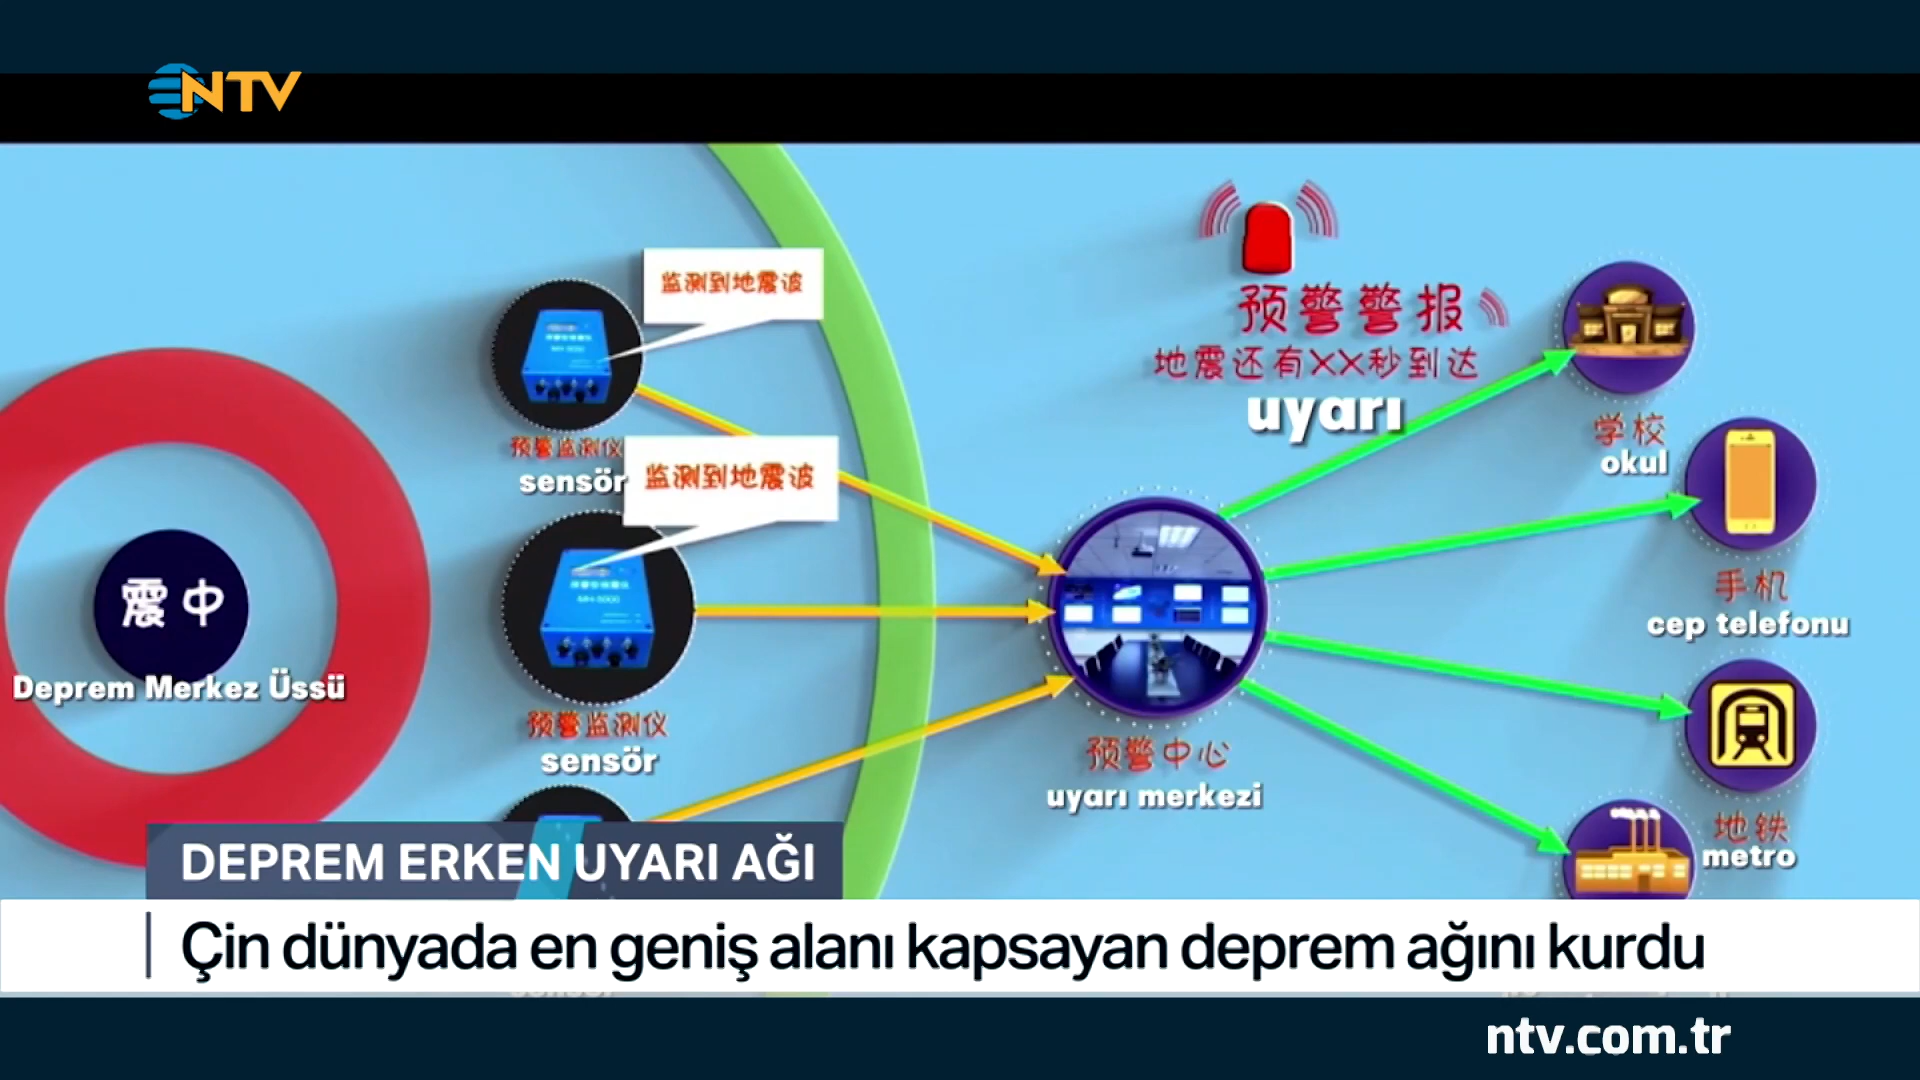 NTV
监测到地震波
预警监测仪
sensör
监测到地震波
预警警报
地震还有XX秒到达
uyarı
学校
okul
手机
cep telefonu
震中
Deprem Merkez Üssü
预警监测仪
sensör
预警中心
uyarı merkezi
地铁
metro
DEPREM ERKEN UYARI AĞI
Çin dünyada en geniş alanı kapsayan deprem ağını kurdu
ntv.com.tr